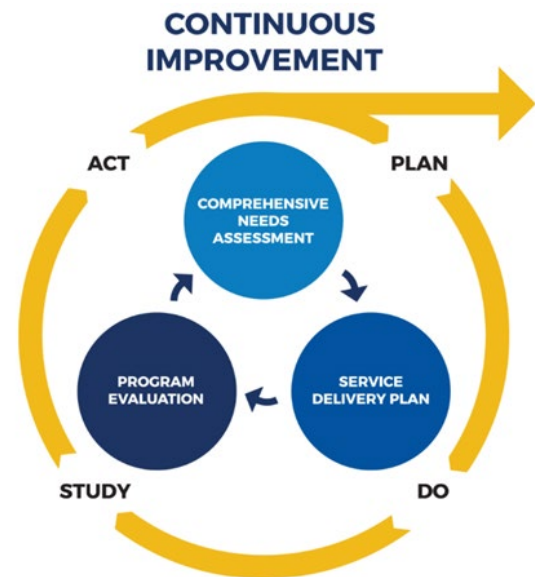 CONTINUOUS
IMPROVEMENT
ACT
PLAN
COMPREHENSIVE
NEEDS
ASSESSMENT
PROGRAM
EVALUATION
SERVICE
DELIVERY PLAN
STUDY
DO